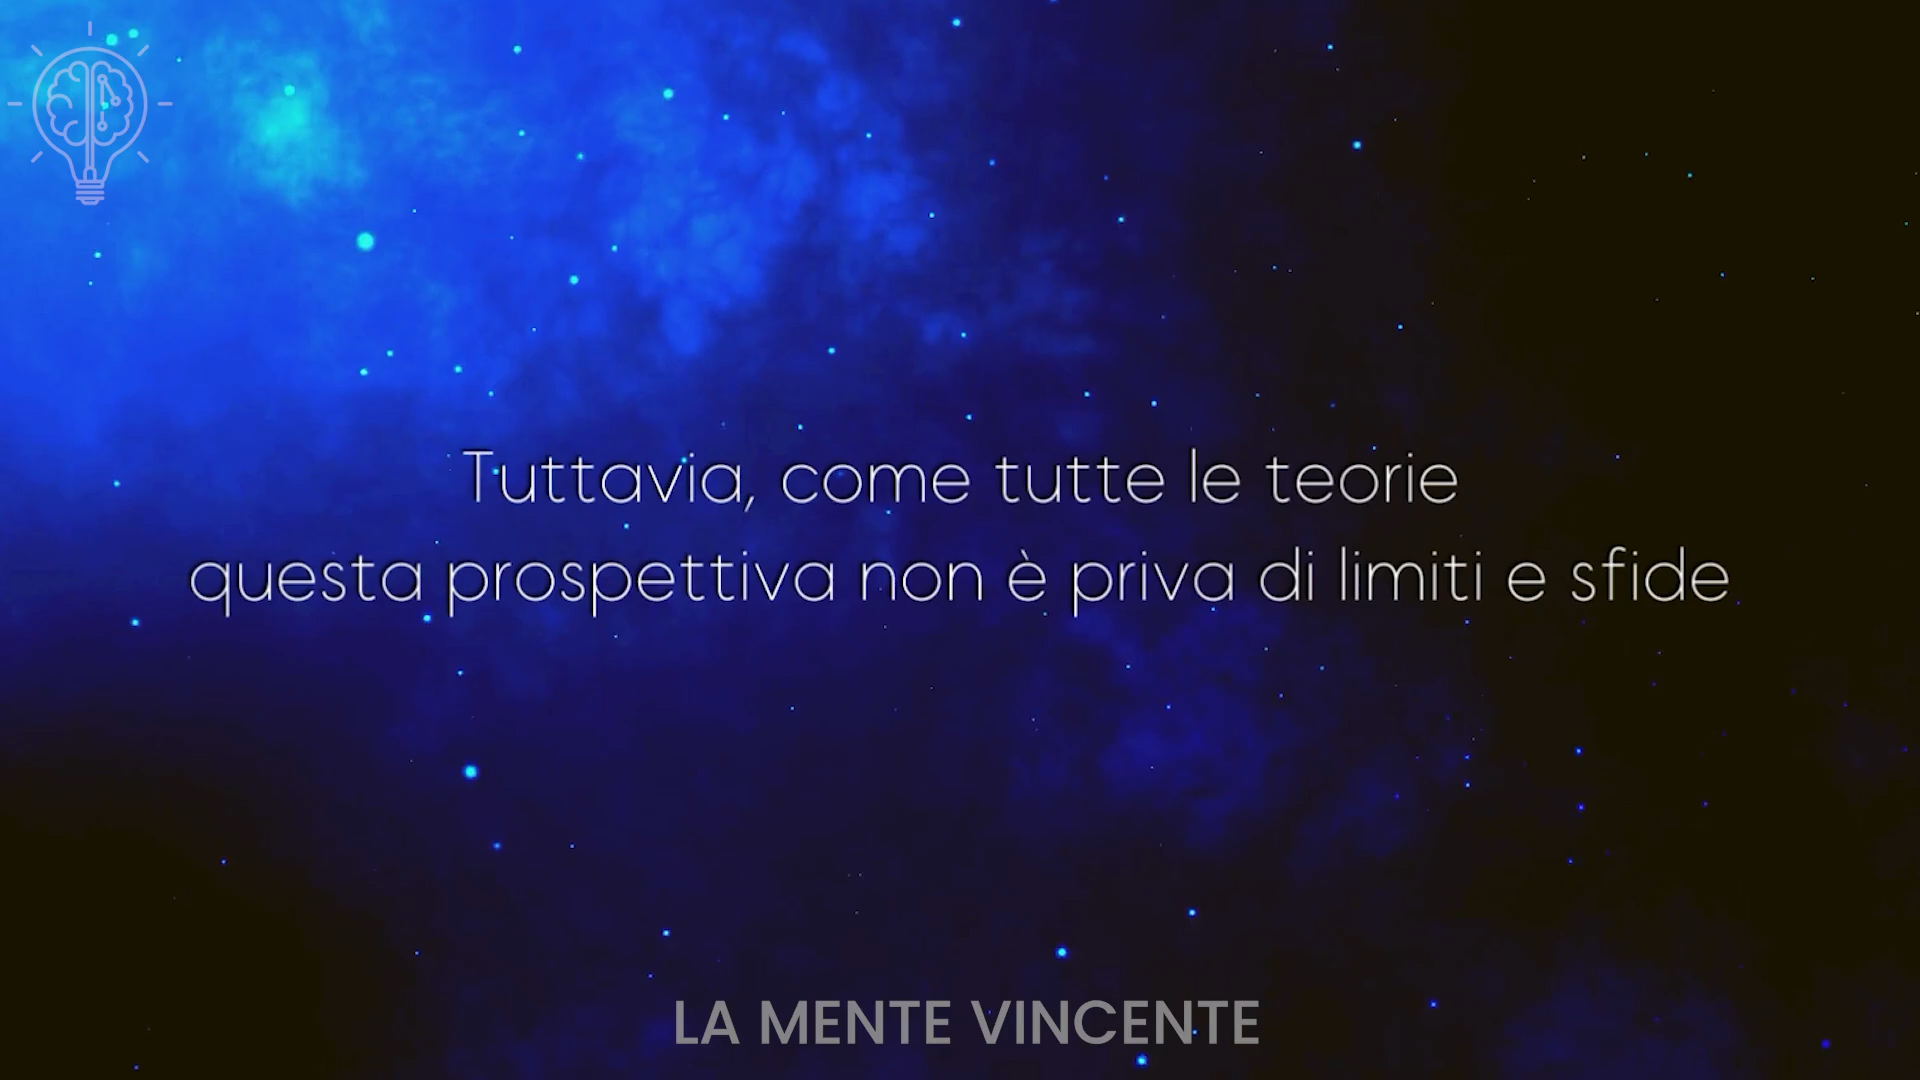 Tuttavia, come tutte le teorie
questa prospettiva non è priva di limiti e sfide
LA MENTE VINCENTE